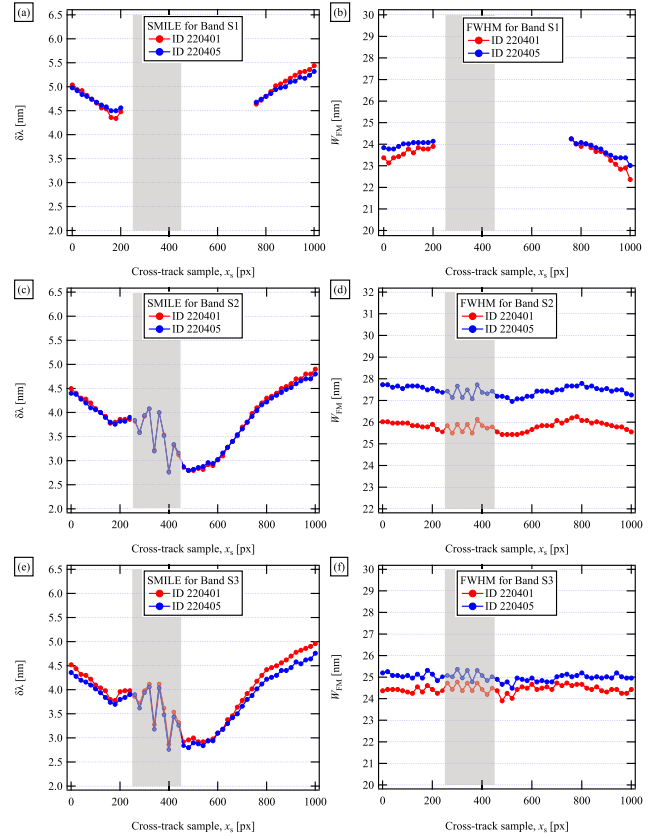 (a)
SMILE for Band S1
ID 220401
ID 220405
6.5
6.0
5.5
5.0
4.5
4.0
3.5
3.0
2.5
2.0
δλ [nm]
0 200 400 600 800 1000
Cross-track sample, xs [px]
(b)
FWHM for Band S1
ID 220401
ID 220405
30
29
28
27
26
25
24
23
22
21
20
WFM [nm]
0 200 400 600 800 1000
Cross-track sample, xs [px]
(c)
SMILE for Band S2
ID 220401
ID 220405
6.5
6.0
5.5
5.0
4.5
4.0
3.5
3.0
2.5
2.0
δλ [nm]
0 200 400 600 800 1000
Cross-track sample, xs [px]
(d)
FWHM for Band S2
ID 220401
ID 220405
32
31
30
29
28
27
26
25
24
23
22
WFM [nm]
0 200 400 600 800 1000
Cross-track sample, xs [px]
(e)
SMILE for Band S3
ID 220401
ID 220405
6.5
6.0
5.5
5.0
4.5
4.0
3.5
3.0
2.5
2.0
δλ [nm]
0 200 400 600 800 1000
Cross-track sample, xs [px]
(f)
FWHM for Band S3
ID 220401
ID 220405
30
29
28
27
26
25
24
23
22
21
20
WFM [nm]
0 200 400 600 800 1000
Cross-track sample, xs [px]